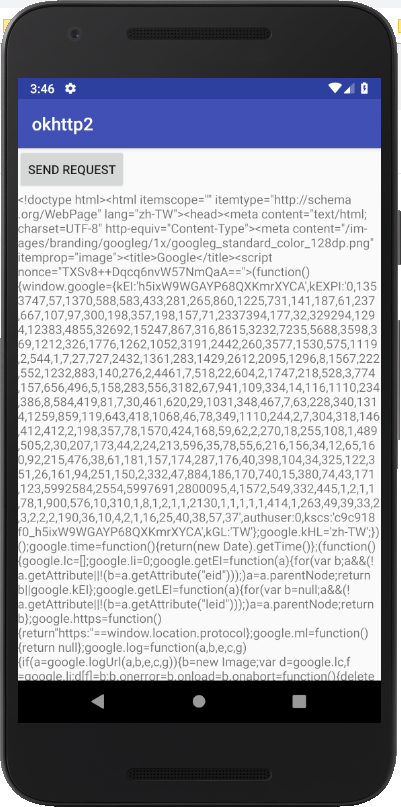 3:46
okhttp2
SEND REQUEST
<!doctype html><html itemscope="" itemtype="http://schema
.org/WebPage" lang="zh-TW"><head><meta content="text/html;
charset=UTF-8" http-equiv="Content-Type"><meta content="/im-
ages/branding/googleg/1x/googleg_standard_color_128dp.png"
itemprop="image"><title>Google</title><script
nonce="TXSv8++Dqcq6nvW57NmQaA==">(function()
{window.google={kEI:'h5ixW9WGAYP68QXKmrXYCA',kEXPI:'0,135
3747,57,1370,588,583,433,281,265,860,1225,731,141,187,61,237
,667,107,97,300,198,357,198,157,71,2337394,177,32,329294,129
4,12383,4855,32692,15247,867,316,8615,3232,7235,5688,3598,3
69,1212,326,1776,1262,1052,3191,2442,260,3577,1530,575,1119
,2,544,1,7,27,727,2432,1361,283,1429,2612,2095,1296,8,1567,222
,552,1232,883,140,276,2,4461,7,518,22,604,2,1747,218,528,3,774
,157,656,496,5,158,283,556,3182,67,941,109,334,14,116,1110,234
,386,8,584,419,81,7,30,461,620,29,1031,348,467,7,63,228,340,131
4,1259,859,119,643,418,1068,46,78,349,1110,244,2,7,304,318,146
,412,412,2,198,357,78,1570,424,168,59,62,2,270,18,255,108,1,489
,505,2,30,207,173,44,2,24,213,596,35,78,55,6,216,156,34,12,65,16
0,92,215,476,38,61,181,157,174,287,176,40,398,104,34,325,122,3
51,26,161,94,251,150,2,332,47,884,186,170,740,15,380,74,43,171
,123,5992584,2554,5997691,2800095,4,1572,549,332,445,1,2,1,1
,78,1,900,576,10,310,1,8,1,2,1,1,2130,1,1,1,1,1,414,1,263,49,39,33,2
,3,2,2,2,190,36,10,4,2,1,16,25,40,38,57,37',authuser:0,kscs:'c9c918
f0_h5ixW9WGAYP68QXKmrXYCA',kGL:'TW'};google.kHL='zh-TW';})
();google.time=function(){return(new Date).getTime()};(function()
{google.lc=[];google.li=0;google.getEI=function(a){for(var b;a&&(!
a.getAttribute||!(b=a.getAttribute("eid")));)a=a.parentNode;return
b||google.kEI};google.getLEI=function(a){for(var b=null;a&&(!
a.getAttribute||!(b=a.getAttribute("leid")));)a=a.parentNode;return
b};google.https=function()
{return"https:"==window.location.protocol};google.ml=function()
{return null};google.log=function(a,b,e,c,g)
{if(a=google.logUrl(a,b,e,c,g)){b=new Image;var d=google.lc,f
=google.li;d[f]=b;b.onerror=b.onload=b.onabort=function(){delete